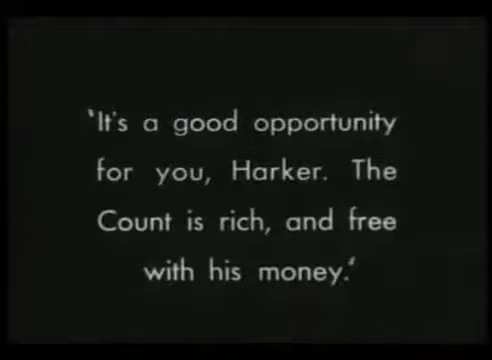 ‛It's a good opportunity
for you, Harker. The
Count is rich, and free
with his money.‛